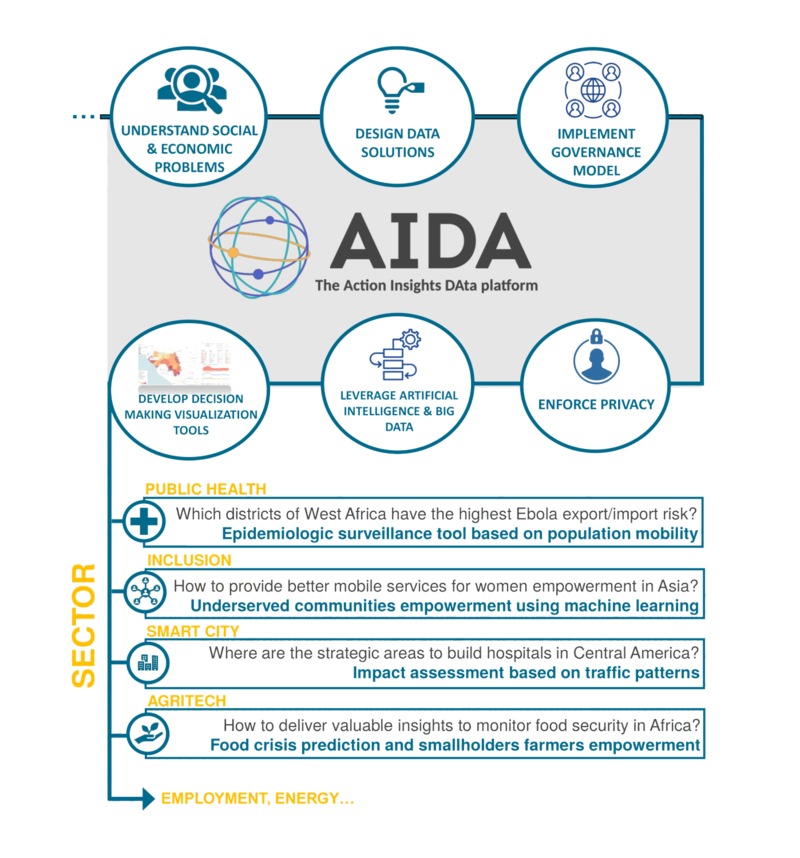 UNDERSTAND SOCIAL
& ECONOMIC
PROBLEMS
DESIGN DATA
SOLUTIONS
IMPLEMENT
GOVERNANCE
MODEL
AIDA
The Action Insights DAta platform
DEVELOP DECISION
MAKING VISUALIZATION
TOOLS
LEVERAGE ARTIFICIAL
INTELLIGENCE & BIG
DATA
ENFORCE PRIVACY
SECTOR
PUBLIC HEALTH
Which districts of West Africa have the highest Ebola export/import risk?
Epidemiologic surveillance tool based on population mobility
INCLUSION
How to provide better mobile services for women empowerment in Asia?
Underserved communities empowerment using machine learning
SMART CITY
Where are the strategic areas to build hospitals in Central America?
Impact assessment based on traffic patterns
AGRITECH
How to deliver valuable insights to monitor food security in Africa?
Food crisis prediction and smallholders farmers empowerment
EMPLOYMENT, ENERGY…